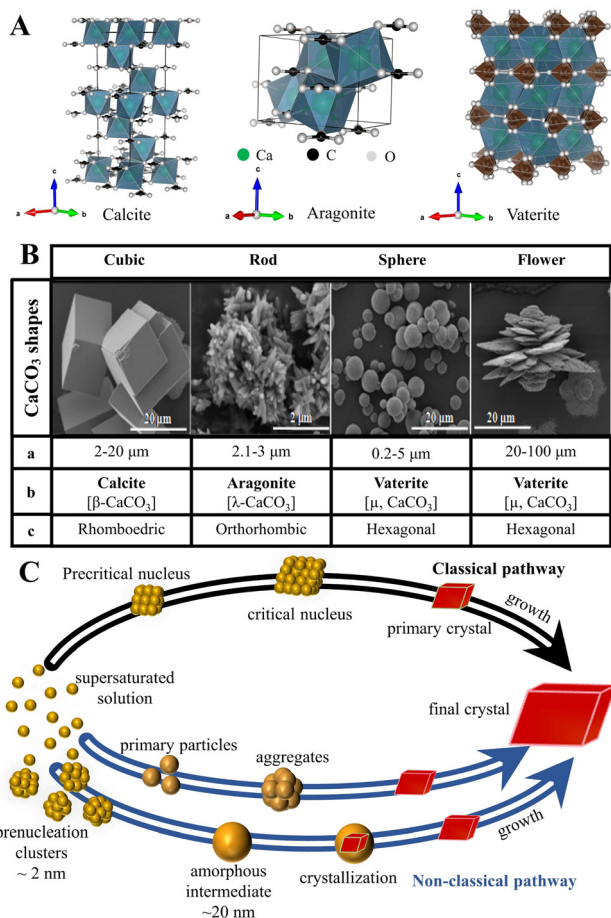 A
Ca C O
c
a b
Calcite
c
a b
Aragonite
c
a b
Vaterite
B
Cubic Rod Sphere Flower
CaCO3 shapes
20 µm 2 µm 20 µm 20 µm
a 2-20 µm 2.1-3 µm 0.2-5 µm 20-100 µm
b Calcite Aragonite Vaterite Vaterite
[β-CaCO3] [λ-CaCO3] [µ, CaCO3] [µ, CaCO3]
c Rhomboedric Orthorhombic Hexagonal Hexagonal
C
Classical pathway
Precritical nucleus
critical nucleus
primary crystal
growth
supersaturated
solution
final crystal
primary particles
aggregates
prenucleation
clusters
~ 2 nm
amorphous
intermediate
~20 nm
crystallization
growth
Non-classical pathway